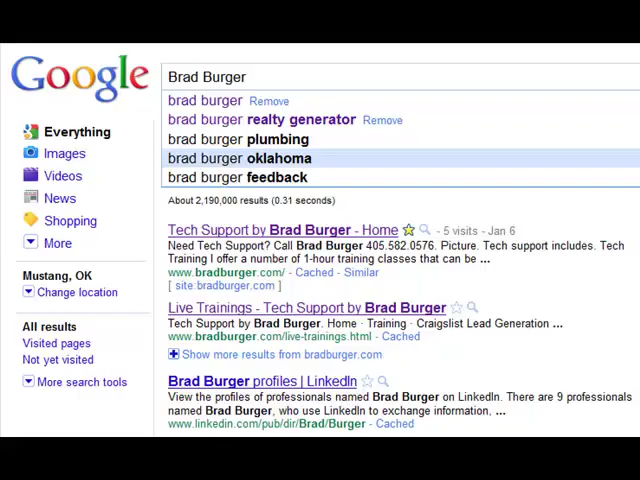 Google
Brad Burger
brad burger Remove
brad burger realty generator Remove
brad burger plumbing
brad burger oklahoma
brad burger feedback
About 2,190,000 results (0.31 seconds)
Everything
Images
Videos
News
Shopping
More
Mustang, OK
Change location
All results
Visited pages
Not yet visited
More search tools
Tech Support by Brad Burger - Home - 5 visits - Jan 6
Need Tech Support? Call Brad Burger 405.582.0576. Picture. Tech support includes. Tech
Training I offer a number of 1-hour training classes that can be ...
www.bradburger.com/ - Cached - Similar
[ site:bradburger.com ]
Live Trainings - Tech Support by Brad Burger
Tech Support by Brad Burger. Home · Training · Craigslist Lead Generation ...
www.bradburger.com/live-trainings.html - Cached
Show more results from bradburger.com
Brad Burger profiles | LinkedIn
View the profiles of professionals named Brad Burger on LinkedIn. There are 9 professionals
named Brad Burger, who use LinkedIn to exchange information, ...
www.linkedin.com/pub/dir/Brad/Burger - Cached